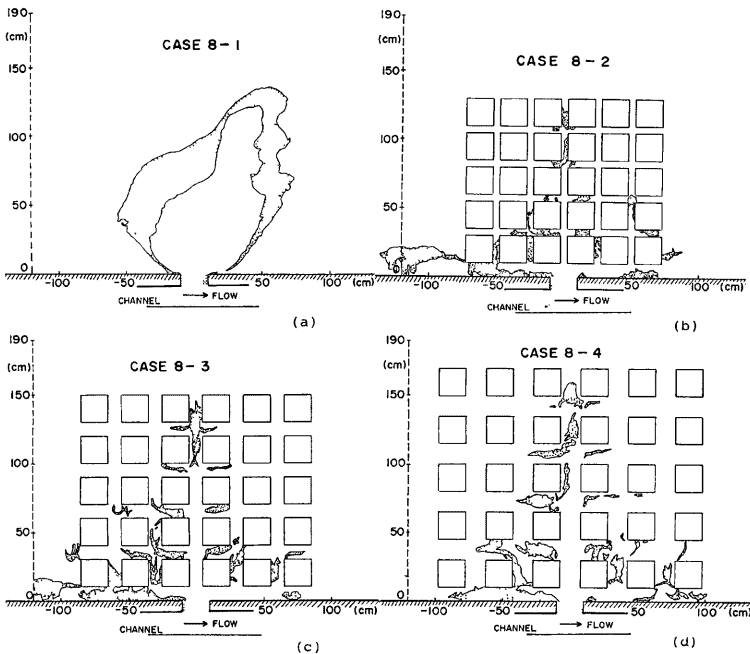 190
(cm)
CASE 8-1
150
100
50
0
-100
-50
50
100
(cm)
CHANNEL → FLOW
(a)
190
(cm)
CASE 8-2
150
100
50
0
-100
-50
50
100
(cm)
CHANNEL → FLOW
(b)
190
(cm)
CASE 8-3
150
100
50
0
-100
-50
50
100
(cm)
CHANNEL → FLOW
(c)
190
(cm)
CASE 8-4
150
100
50
0
-100
-50
50
100
(cm)
CHANNEL → FLOW
(d)